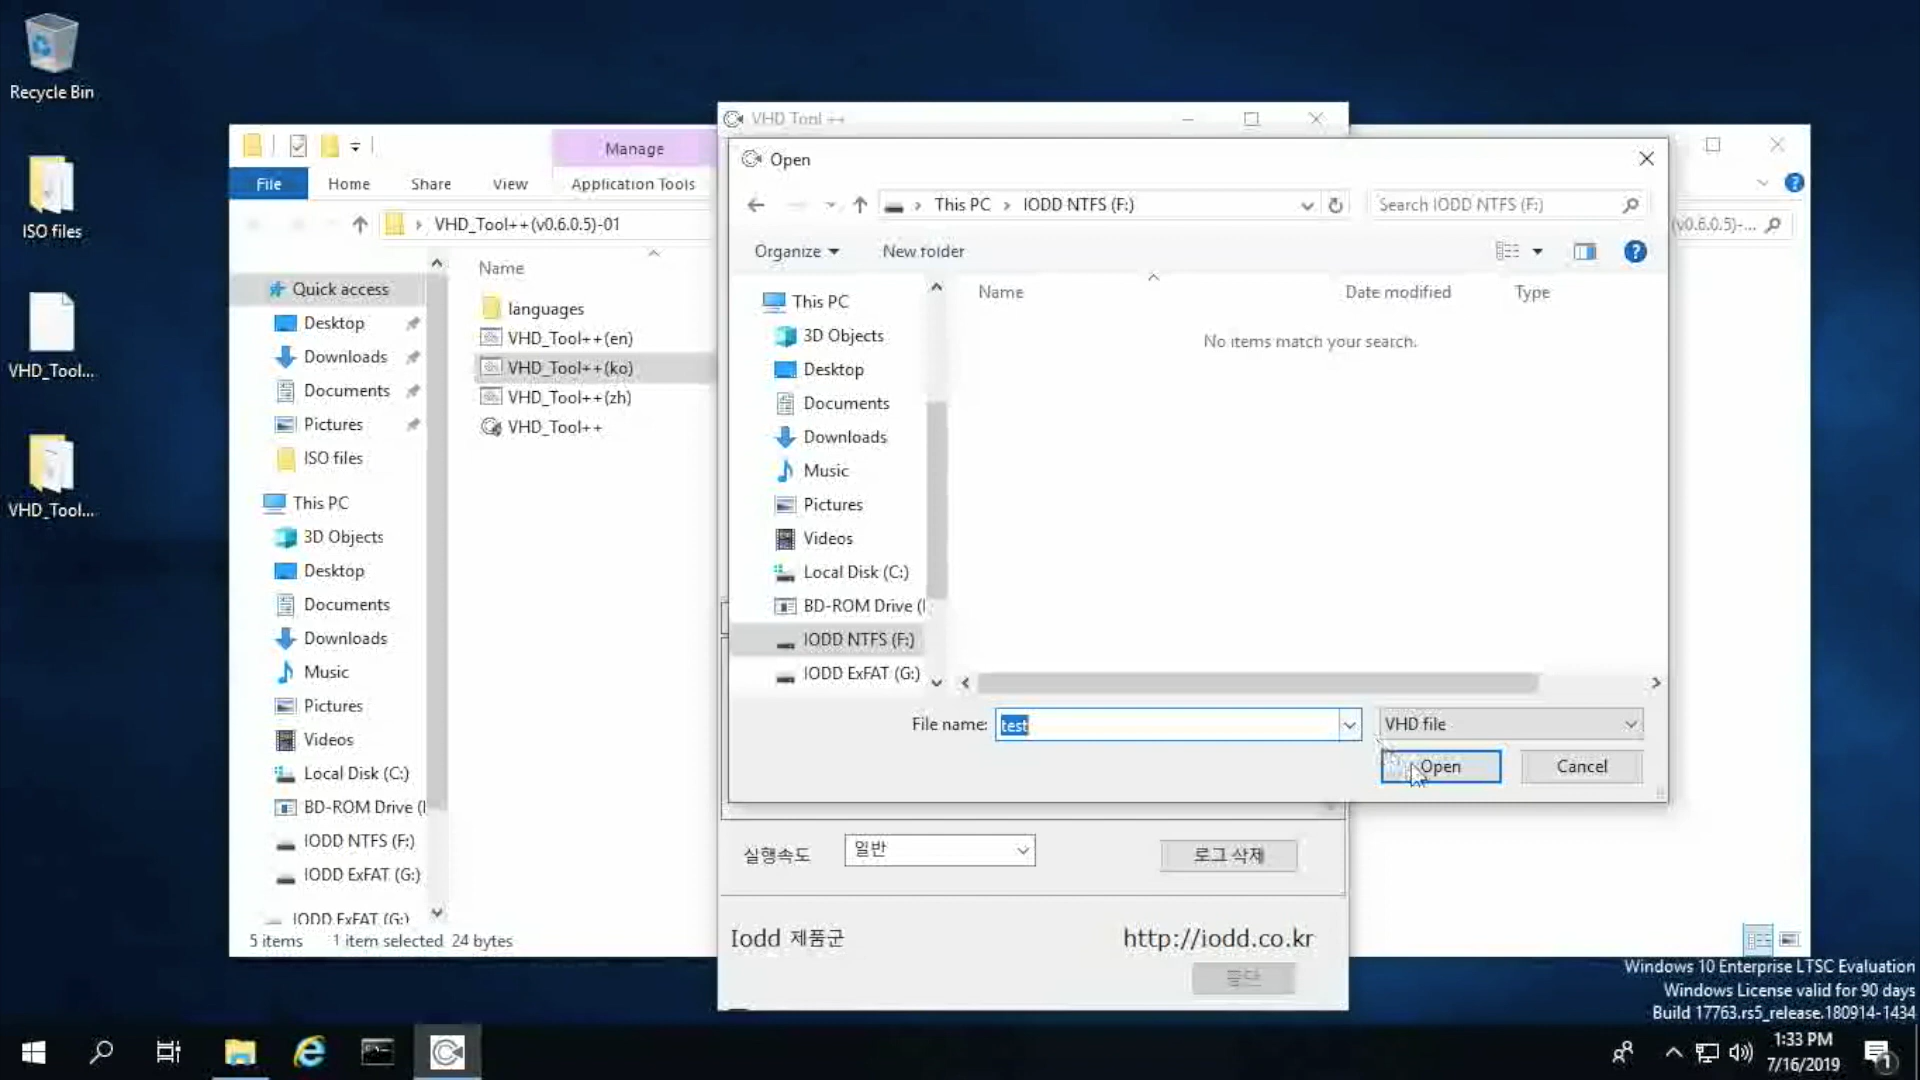 Recycle Bin
ISO files
VHD_Tool...
VHD_Tool...
Manage
File
Home
Share
View
Application Tools
VHD_Tool++(v0.6.0.5)-01
Name
Quick access
Desktop
Downloads
Documents
Pictures
ISO files
This PC
3D Objects
Desktop
Documents
Downloads
Music
Pictures
Videos
Local Disk (C:)
BD-ROM Drive (
IODD NTFS (F:)
IODD ExFAT (G:)
IODD ExFAT (G:)
languages
VHD_Tool++(en)
VHD_Tool++(ko)
VHD_Tool++(zh)
VHD_Tool++
5 items
1 item selected 24 bytes
VHD Tool ++
Open
This PC > IODD NTFS (F:)
Search IODD NTFS (F:)
Organize
New folder
This PC
3D Objects
Desktop
Documents
Downloads
Music
Pictures
Videos
Local Disk (C:)
BD-ROM Drive (
IODD NTFS (F:)
IODD ExFAT (G:)
Name
Date modified
Type
No items match your search.
File name:
test
VHD file
Open
Cancel
(v0.6.0.5)-...
실행속도
일반
로그 삭제
Iodd 제품군
http://iodd.co.kr
Windows 10 Enterprise LTSC Evaluation
Windows License valid for 90 days
Build 17763.rs5_release.180914-1434
1:33 PM
7/16/2019
1